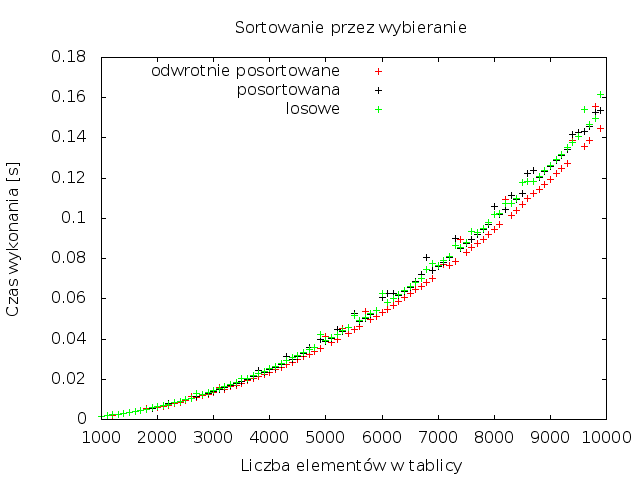 Sortowanie przez wybieranie
0.18
0.16
0.14
0.12
0.1
0.08
0.06
0.04
0.02
0
odwrotnie posortowane
posortowana
losowe
Czas wykonania [s]
1000 2000 3000 4000 5000 6000 7000 8000 9000 10000
Liczba elementów w tablicy